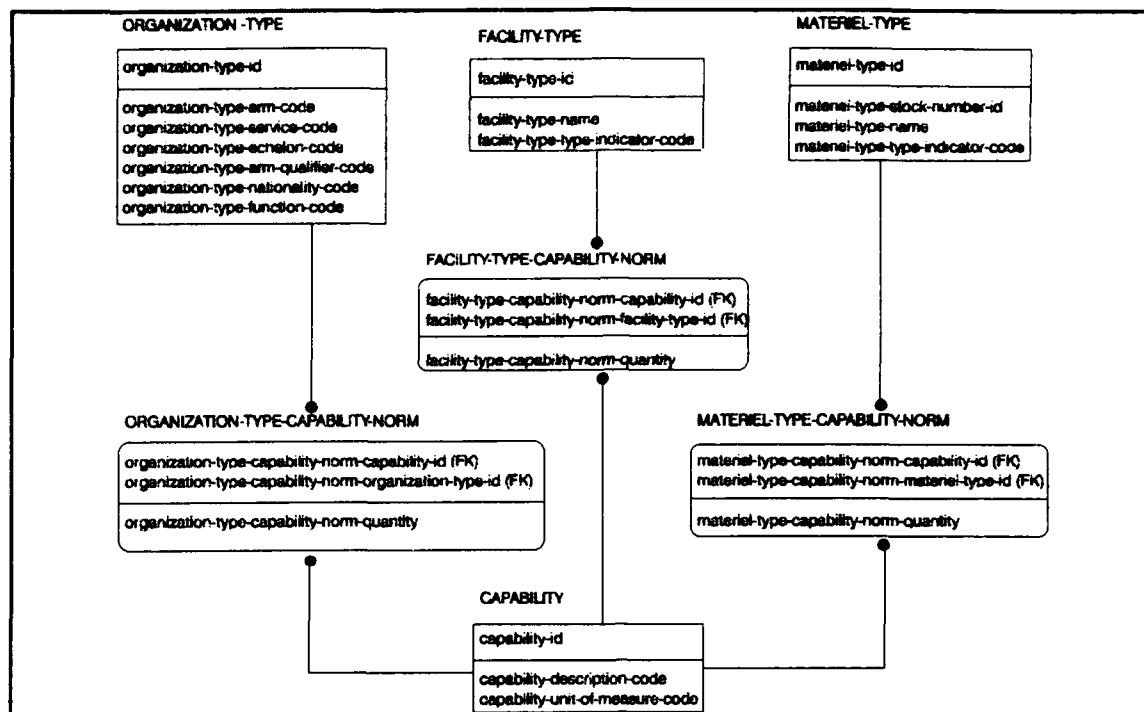 ORGANIZATION -TYPE
organization-type-id
organization-type-arm-code
organization-type-service-code
organization-type-echelon-code
organization-type-arm-qualifier-code
organization-type-nationality-code
organization-type-function-code
FACILITY-TYPE
facility-type-id
facility-type-name
facility-type-type-indicator-code
MATERIEL-TYPE
materiel-type-id
materiel-type-stock-number-id
materiel-type-name
materiel-type-type-indicator-code
FACILITY-TYPE-CAPABILITY-NORM
facility-type-capability-norm-capability-id (FK)
facility-type-capability-norm-facility-type-id (FK)
facility-type-capability-norm-quantity
ORGANIZATION-TYPE-CAPABILITY-NORM
organization-type-capability-norm-capability-id (FK)
organization-type-capability-norm-organization-type-id (FK)
organization-type-capability-norm-quantity
MATERIEL-TYPE-CAPABILITY-NORM
materiel-type-capability-norm-capability-id (FK)
materiel-type-capability-norm-materiel-type-id (FK)
materiel-type-capability-norm-quantity
CAPABILITY
capability-id
capability-description-code
capability-unit-of-measure-code